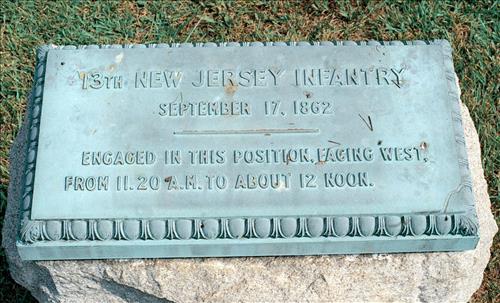 13TH NEW JERSEY INFANTRY
SEPTEMBER 17, 1862
ENGAGED IN THIS POSITION, FACING WEST,
FROM 11.20 A.M. TO ABOUT 12 NOON.